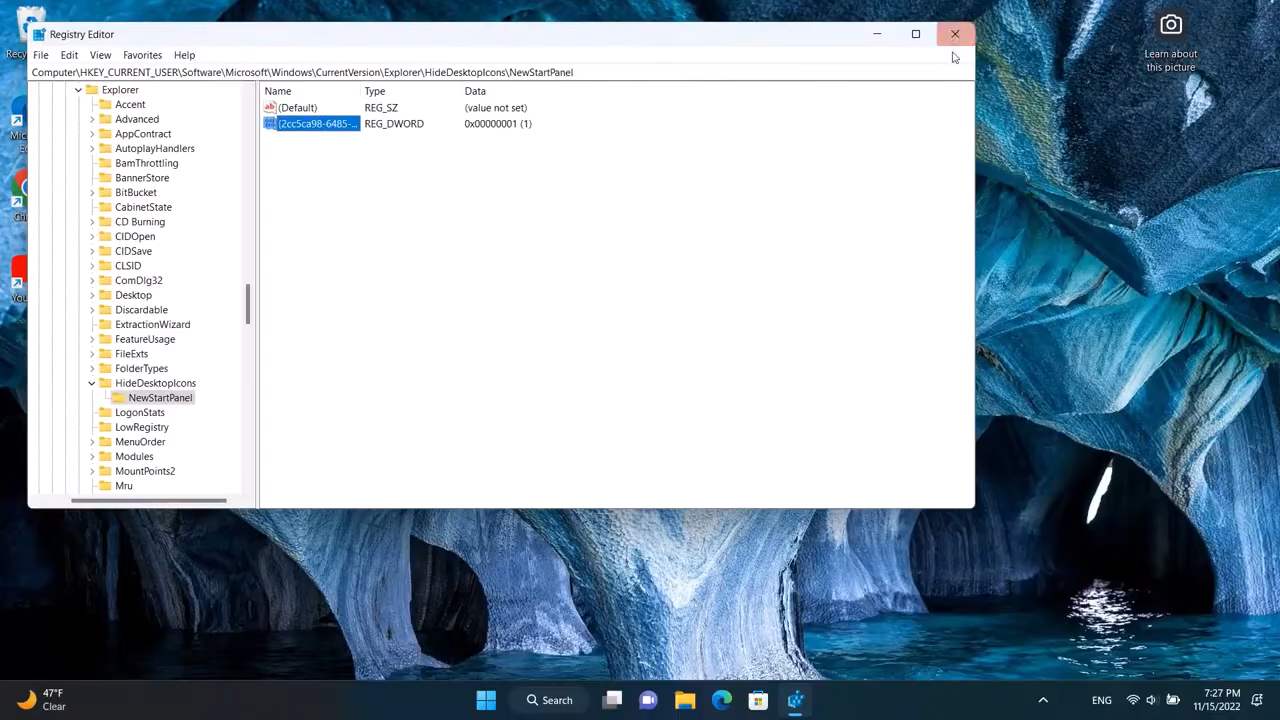 Registry Editor
File Edit View Favorites Help
Computer\HKEY_CURRENT_USER\Software\Microsoft\Windows\CurrentVersion\Explorer\HideDesktopIcons\NewStartPanel
Explorer
Accent
Advanced
AppContract
AutoplayHandlers
BamThrottling
BannerStore
BitBucket
CabinetState
CD Burning
CIDOpen
CIDSave
CLSID
ComDlg32
Desktop
Discardable
ExtractionWizard
FeatureUsage
FileExts
FolderTypes
HideDesktopIcons
NewStartPanel
LogonStats
LowRegistry
MenuOrder
Modules
MountPoints2
Mru
Name Type Data
(Default) REG_SZ (value not set)
{2cc5ca98-6485-... REG_DWORD 0x00000001 (1)
Learn about
this picture
47°F
Clear
Search
ENG
7:27 PM
11/15/2022